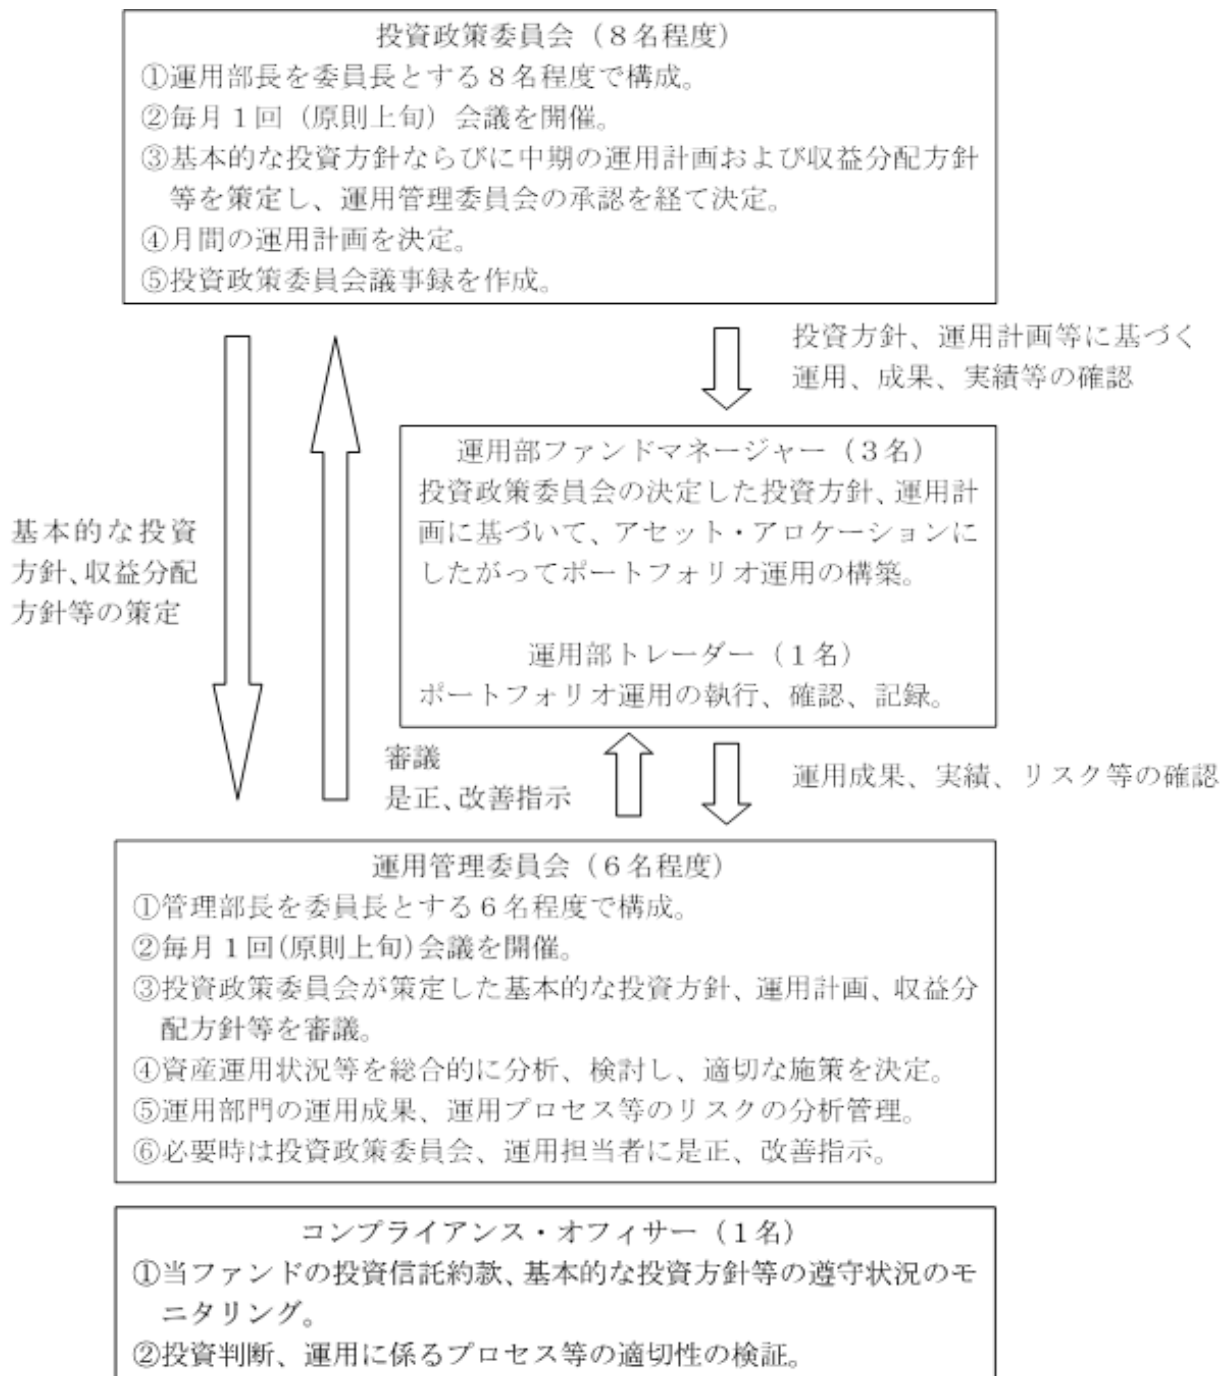 投資政策委員会（８名程度）
①運用部長を委員長とする８名程度で構成。
②毎月１回（原則上旬）会議を開催。
③基本的な投資方針ならびに中期の運用計画および収益分配方針
等を策定し、運用管理委員会の承認を経て決定。
④月間の運用計画を決定。
⑤投資政策委員会議事録を作成。
投資方針、運用計画等に基づく
運用、成果、実績等の確認
運用部ファンドマネージャー（３名）
投資政策委員会の決定した投資方針、運用計
画に基づいて、アセット・アロケーションに
したがってポートフォリオ運用の構築。
運用部トレーダー（１名）
ポートフォリオ運用の執行、確認、記録。
基本的な投資
方針、収益分配
方針等の策定
審議
是正、改善指示
運用成果、実績、リスク等の確認
運用管理委員会（６名程度）
①管理部長を委員長とする６名程度で構成。
②毎月１回(原則上旬)会議を開催。
③投資政策委員会が策定した基本的な投資方針、運用計画、収益分
配方針等を審議。
④資産運用状況等を総合的に分析、検討し、適切な施策を決定。
⑤運用部門の運用成果、運用プロセス等のリスクの分析管理。
⑥必要時は投資政策委員会、運用担当者に是正、改善指示。
コンプライアンス・オフィサー（１名）
①当ファンドの投資信託約款、基本的な投資方針等の遵守状況のモ
ニタリング。
②投資判断、運用に係るプロセス等の適切性の検証。